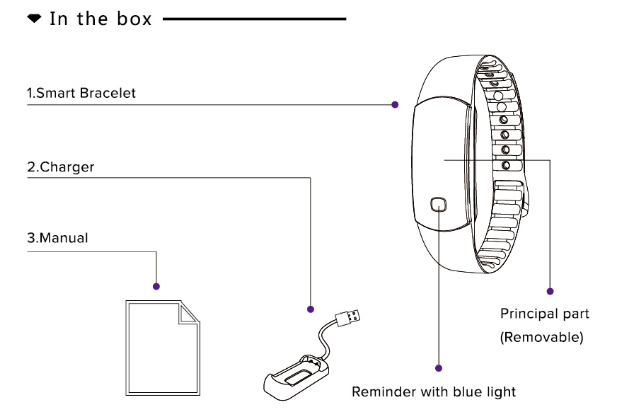 In the box
1.Smart Bracelet
2.Charger
3.Manual
Principal part
(Removable)
Reminder with blue light